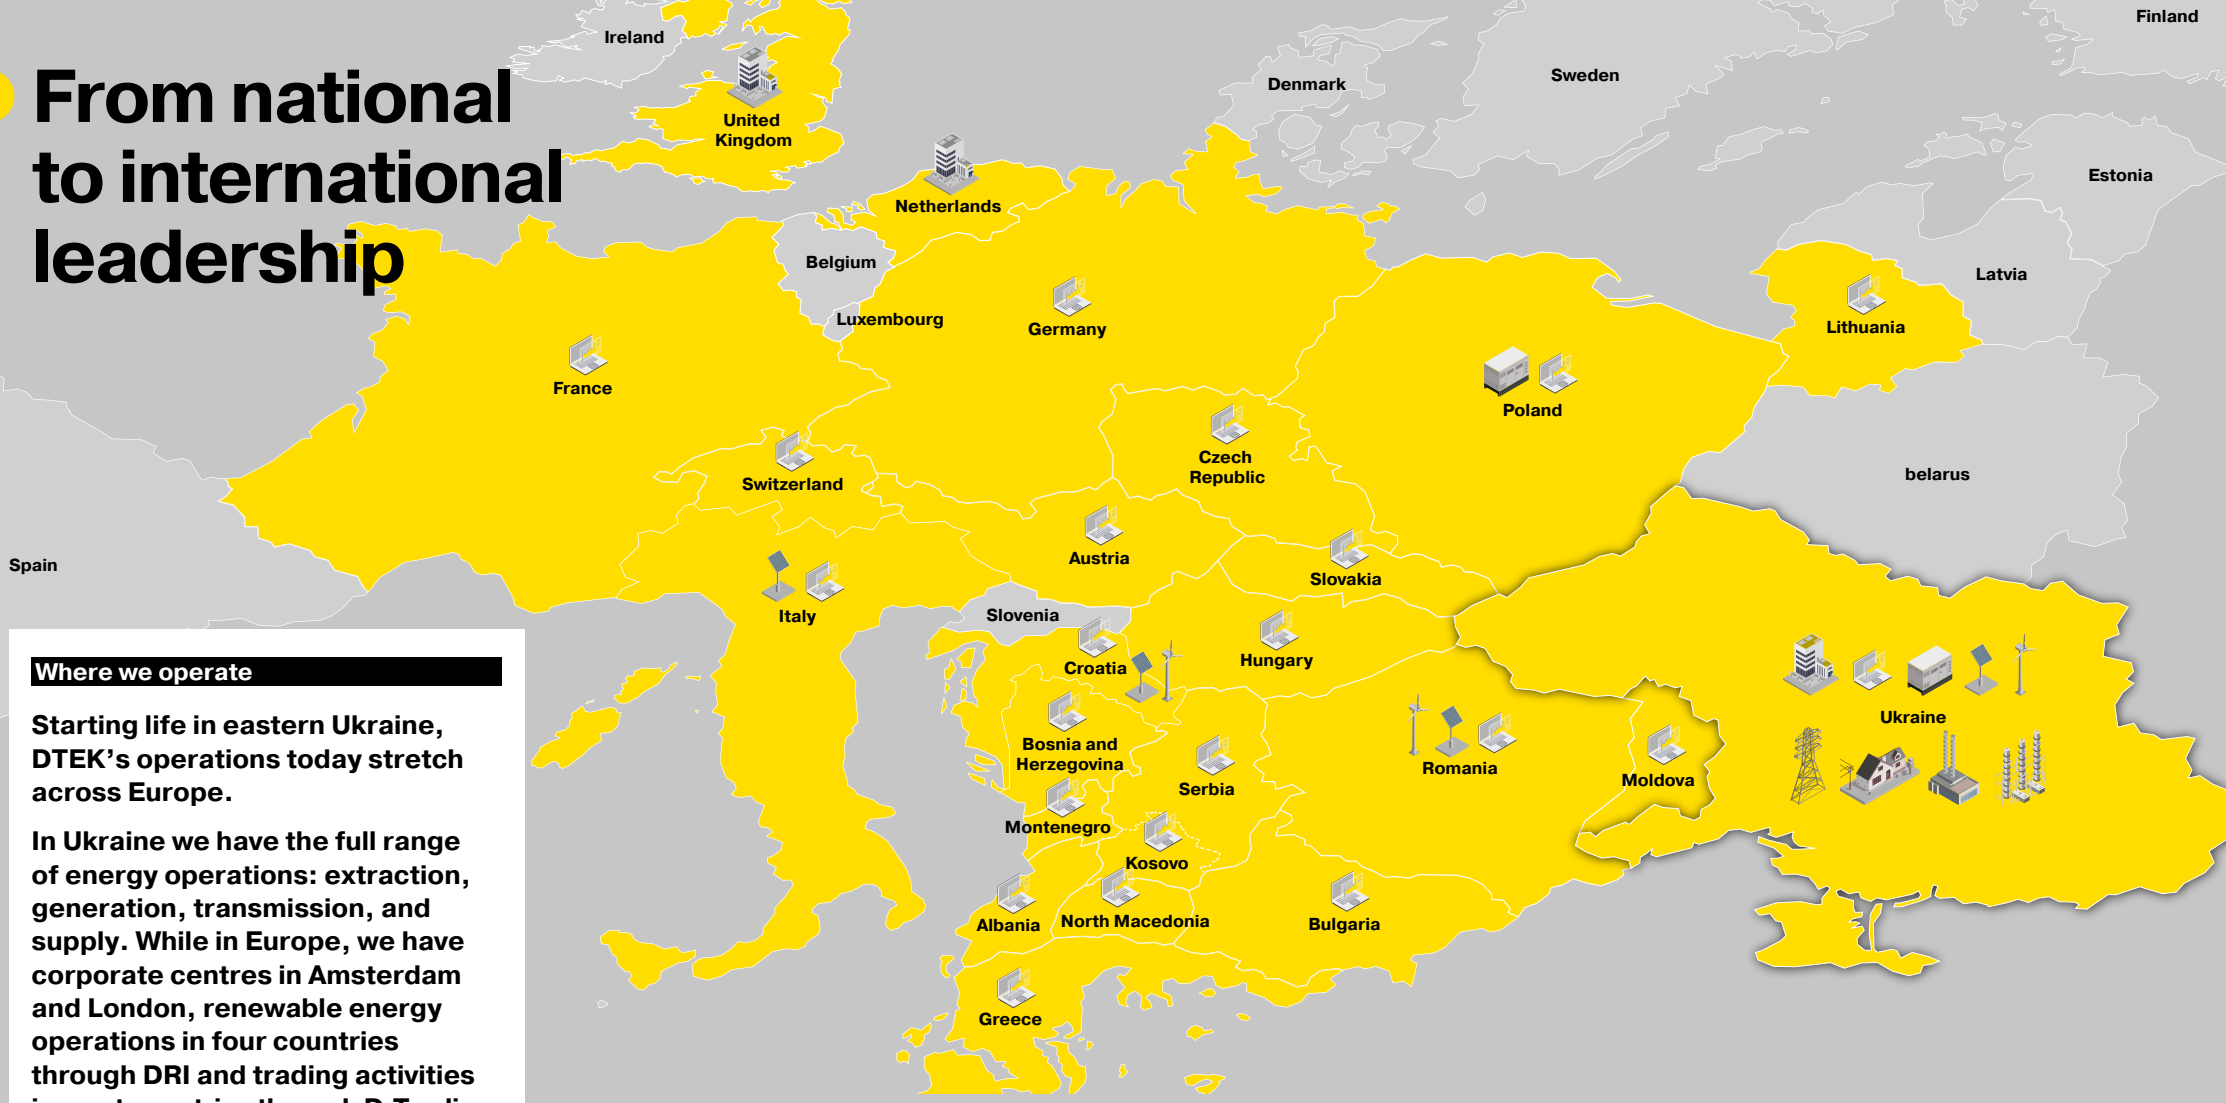 From national
to international
leadership
Ireland
Finland
Denmark
Sweden
United
Kingdom
Estonia
Netherlands
Belgium
Latvia
Luxembourg
Germany
Lithuania
France
Poland
Czech
Republic
Switzerland
belarus
Austria
Slovakia
Spain
Italy
Slovenia
Croatia
Hungary
Ukraine
Bosnia and
Herzegovina
Romania
Moldova
Serbia
Montenegro
Kosovo
Albania
North Macedonia
Bulgaria
Greece
Where we operate
Starting life in eastern Ukraine,
DTEK’s operations today stretch
across Europe.
In Ukraine we have the full range
of energy operations: extraction,
generation, transmission, and
supply. While in Europe, we have
corporate centres in Amsterdam
and London, renewable energy
operations in four countries
through DRI and trading activities